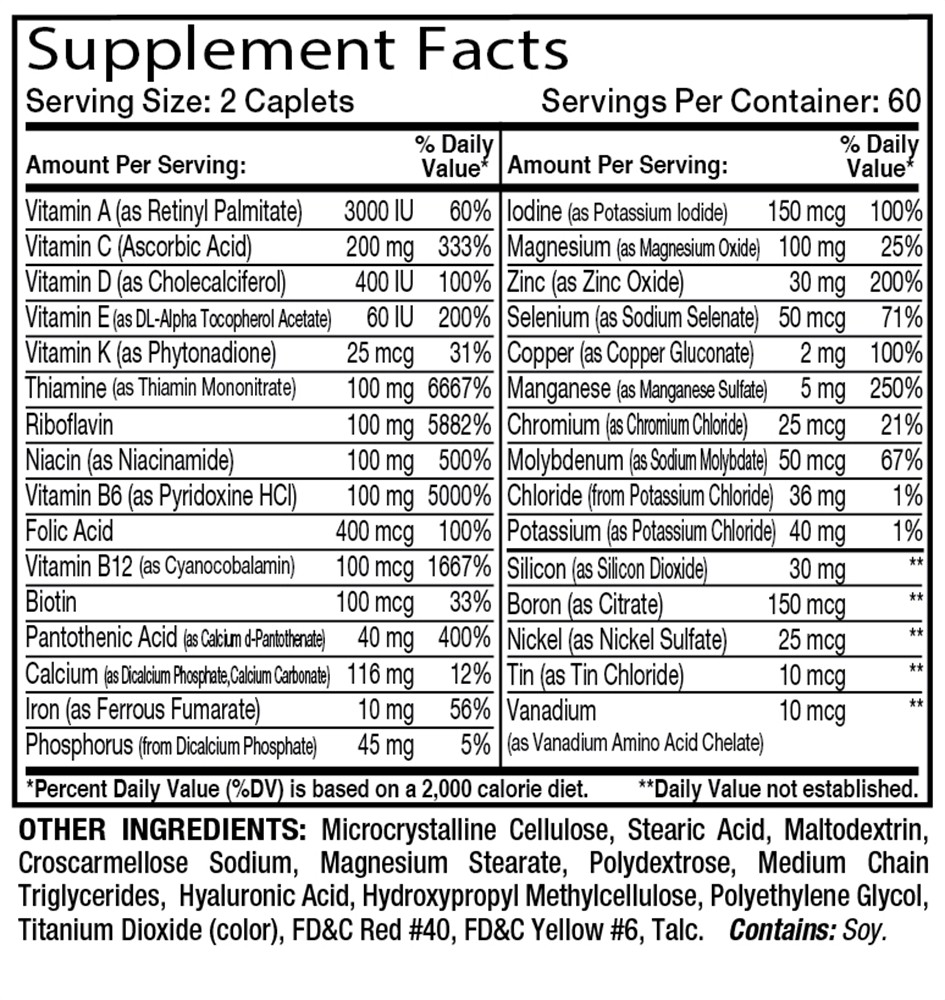 Supplement Facts
Serving Size: 2 Caplets Servings Per Container: 60
Amount Per Serving: % Daily Value*
Vitamin A (as Retinyl Palmitate) 3000 IU 60%
Vitamin C (Ascorbic Acid) 200 mg 333%
Vitamin D (as Cholecalciferol) 400 IU 100%
Vitamin E (as DL-Alpha Tocopherol Acetate) 60 IU 200%
Vitamin K (as Phytonadione) 25 mcg 31%
Thiamine (as Thiamin Mononitrate) 100 mg 6667%
Riboflavin 100 mg 5882%
Niacin (as Niacinamide) 100 mg 500%
Vitamin B6 (as Pyridoxine HCl) 100 mg 5000%
Folic Acid 400 mcg 100%
Vitamin B12 (as Cyanocobalamin) 100 mcg 1667%
Biotin 100 mcg 33%
Pantothenic Acid (as Calcium d-Pantothenate) 40 mg 400%
Calcium (as Dicalcium Phosphate,Calcium Carbonate) 116 mg 12%
Iron (as Ferrous Fumarate) 10 mg 56%
Phosphorus (from Dicalcium Phosphate) 45 mg 5%
Amount Per Serving: % Daily Value*
Iodine (as Potassium Iodide) 150 mcg 100%
Magnesium (as Magnesium Oxide) 100 mg 25%
Zinc (as Zinc Oxide) 30 mg 200%
Selenium (as Sodium Selenate) 50 mcg 71%
Copper (as Copper Gluconate) 2 mg 100%
Manganese (as Manganese Sulfate) 5 mg 250%
Chromium (as Chromium Chloride) 25 mcg 21%
Molybdenum (as Sodium Molybdate) 50 mcg 67%
Chloride (from Potassium Chloride) 36 mg 1%
Potassium (as Potassium Chloride) 40 mg 1%
Silicon (as Silicon Dioxide) 30 mg **
Boron (as Citrate) 150 mcg **
Nickel (as Nickel Sulfate) 25 mcg **
Tin (as Tin Chloride) 10 mcg **
Vanadium 10 mcg **
(as Vanadium Amino Acid Chelate)
*Percent Daily Value (%DV) is based on a 2,000 calorie diet. **Daily Value not established.
OTHER INGREDIENTS: Microcrystalline Cellulose, Stearic Acid, Maltodextrin,
Croscarmellose Sodium, Magnesium Stearate, Polydextrose, Medium Chain
Triglycerides, Hyaluronic Acid, Hydroxypropyl Methylcellulose, Polyethylene Glycol,
Titanium Dioxide (color), FD&C Red #40, FD&C Yellow #6, Talc. Contains: Soy.